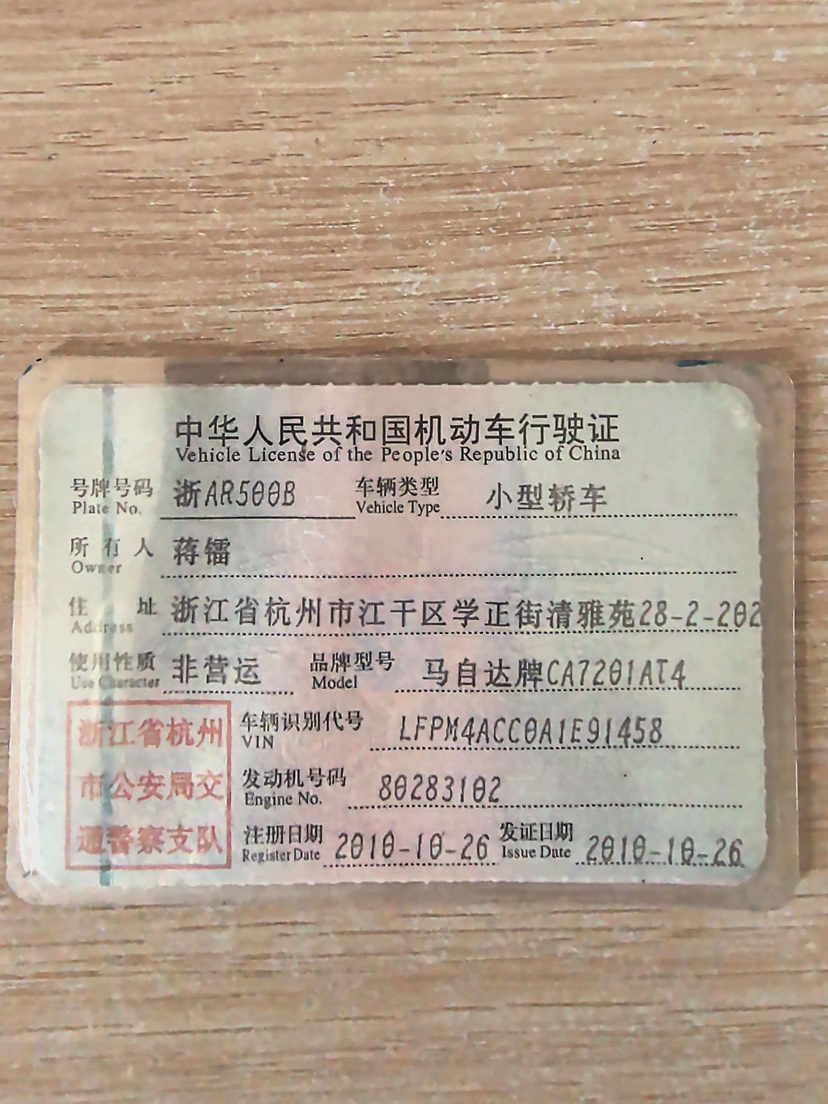 中华人民共和国机动车行驶证
Vehicle License of the People's Republic of China
号牌号码 浙AR500B 车辆类型 小型轿车
Plate No. Vehicle Type
所有人 蒋镭
Owner
住址 浙江省杭州市江干区学正街清雅苑28-2-202
Address
使用性质 非营运 品牌型号 马自达牌CA7201AT4
Use Character Model
浙江省杭州 车辆识别代号 LFPM4ACC0A1E91458
VIN
市公安局交 发动机号码 80283102
Engine No.
通警察支队 注册日期 2010-10-26 发证日期 2010-10-26
Register Date Issue Date